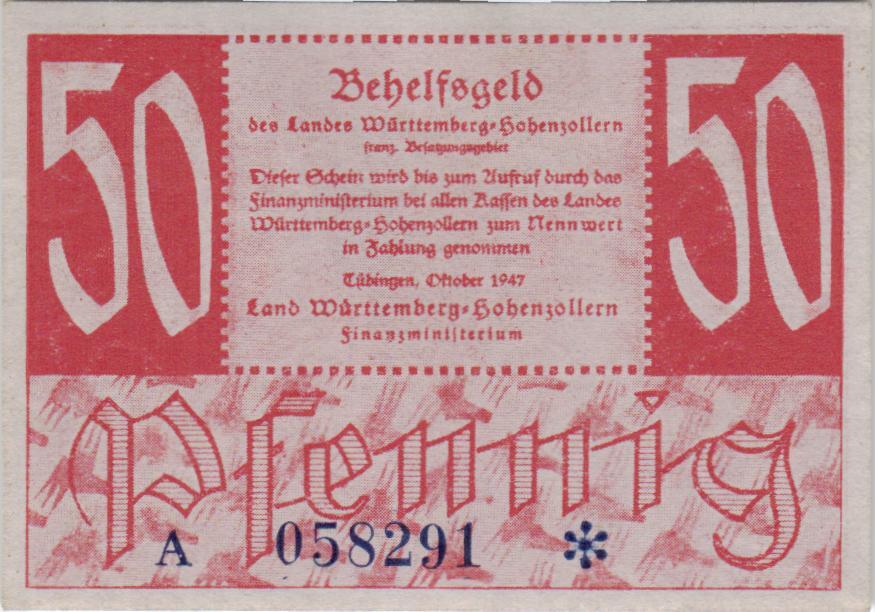 50 50
Behelfsgeld
des Landes Württemberg-Hohenzollern
franz. Besatzungsgebiet
Dieser Schein wird bis zum Aufruf durch das
Finanzministerium bei allen Kassen des Landes
Württemberg-Hohenzollern zum Nennwert
in Zahlung genommen
Tübingen, Oktober 1947
Land Württemberg-Hohenzollern
Finanzministerium
Pfennig
A 058291 *